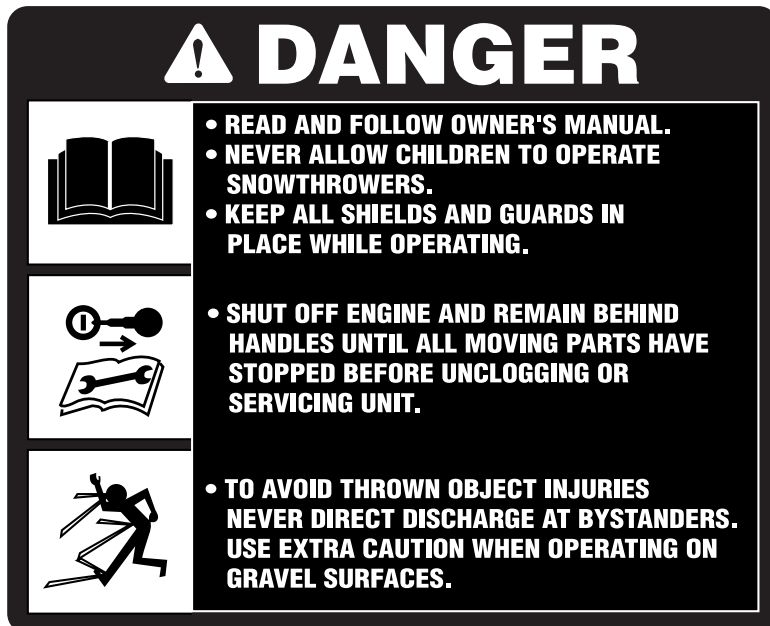 DANGER
• READ AND FOLLOW OWNER'S MANUAL.
• NEVER ALLOW CHILDREN TO OPERATE
SNOWTHROWERS.
• KEEP ALL SHIELDS AND GUARDS IN
PLACE WHILE OPERATING.
• SHUT OFF ENGINE AND REMAIN BEHIND
HANDLES UNTIL ALL MOVING PARTS HAVE
STOPPED BEFORE UNCLOGGING OR
SERVICING UNIT.
• TO AVOID THROWN OBJECT INJURIES
NEVER DIRECT DISCHARGE AT BYSTANDERS.
USE EXTRA CAUTION WHEN OPERATING ON
GRAVEL SURFACES.